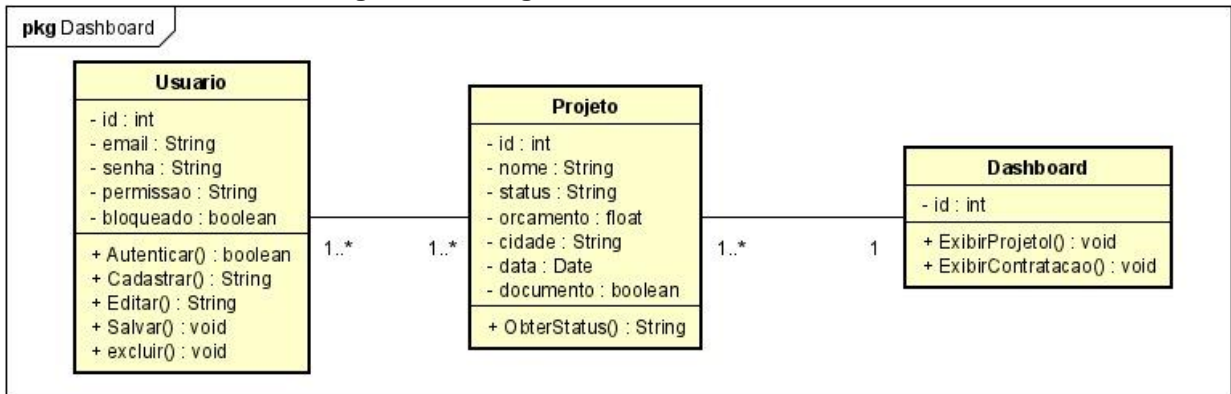 pkg Dashboard
Usuario
- id : int
- email : String
- senha : String
- permissao : String
- bloqueado : boolean
+ Autenticar() : boolean
+ Cadastrar() : String
+ Editar() : String
+ Salvar() : void
+ excluir() : void
1..*
1..*
Projeto
- id : int
- nome : String
- status : String
- orcamento : float
- cidade : String
- data : Date
- documento : boolean
+ ObterStatus() : String
1..*
1
Dashboard
- id : int
+ ExibirProjetol() : void
+ ExibirContratacao() : void